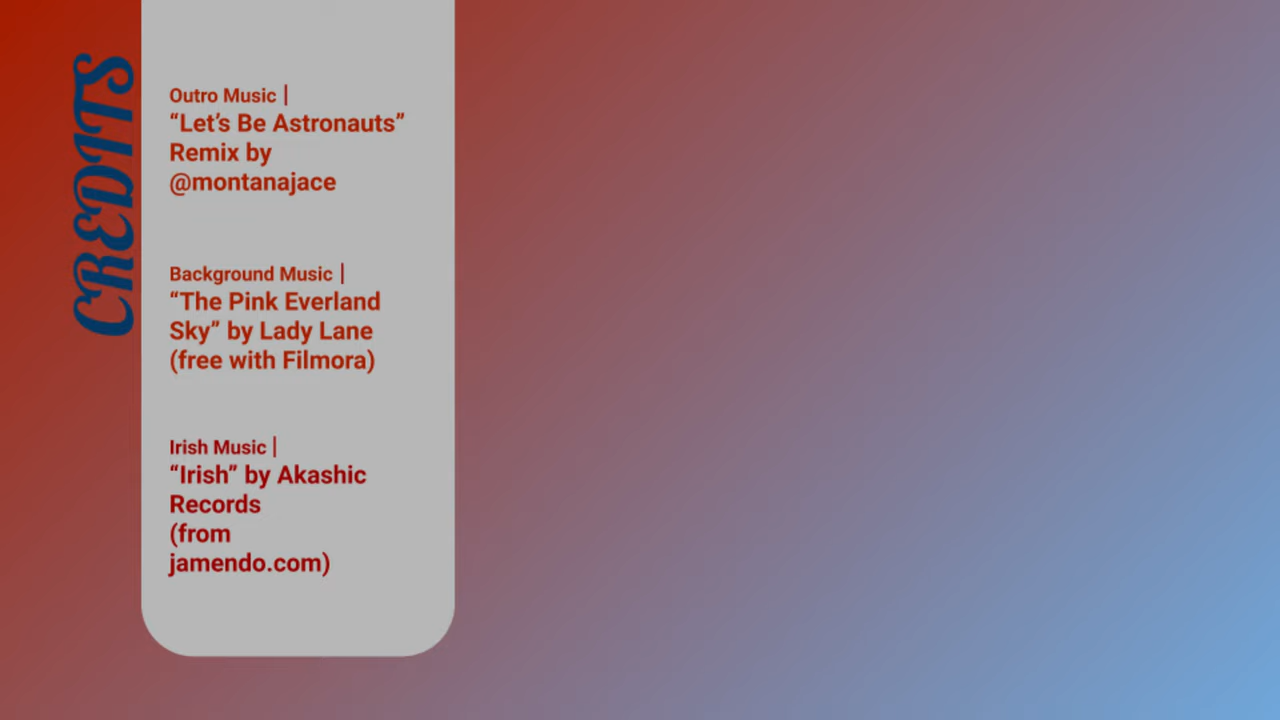 CREDITS
Outro Music |
“Let’s Be Astronauts”
Remix by
@montanajace
Background Music |
“The Pink Everland
Sky” by Lady Lane
(free with Filmora)
Irish Music |
“Irish” by Akashic
Records
(from
jamendo.com)